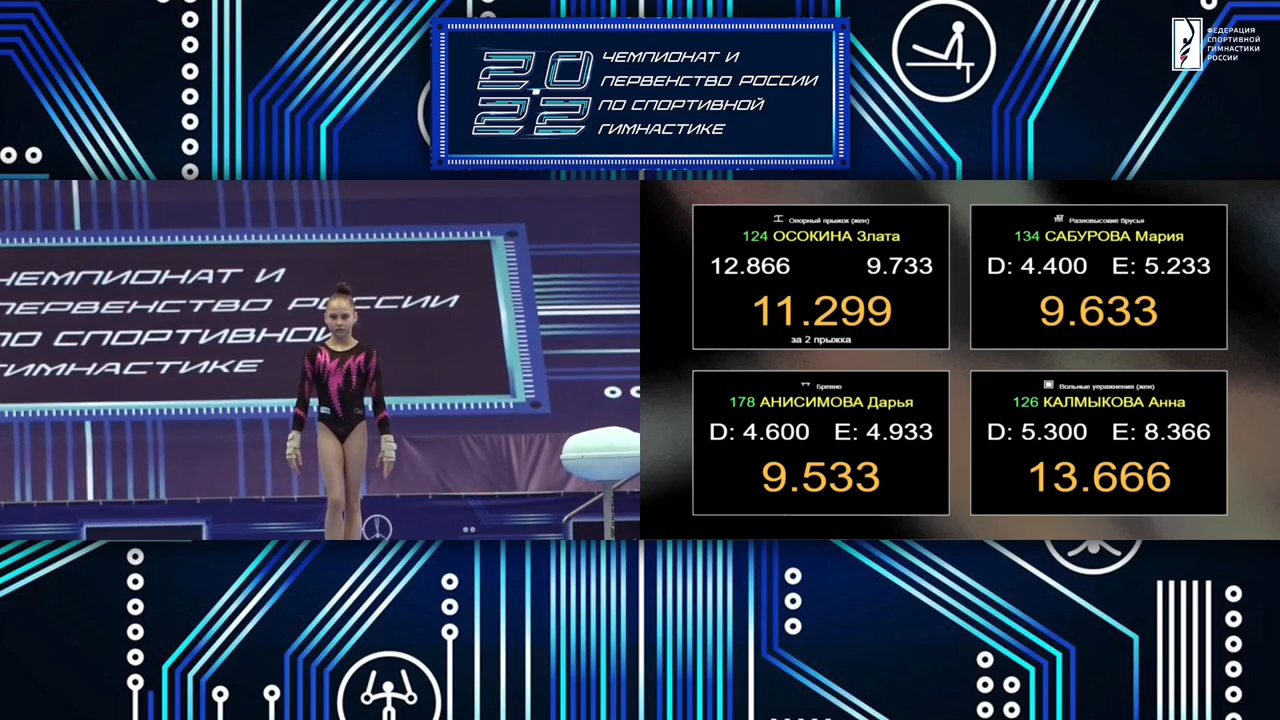 2.0
22
ЧЕМПИОНАТ И
ПЕРВЕНСТВО РОССИИ
ПО СПОРТИВНОЙ
ГИМНАСТИКЕ
ФЕДЕРАЦИЯ
СПОРТИВНОЙ
ГИМНАСТИКИ
РОССИИ
ЧЕМПИОНАТ И
ПЕРВЕНСТВО РОССИИ
ПО СПОРТИВНОЙ
ГИМНАСТИКЕ
Опорный прыжок (жен)
124 ОСОКИНА Злата
12.866 9.733
11.299
за 2 прыжка
Разновысокие брусья
134 САБУРОВА Мария
D: 4.400 E: 5.233
9.633
Бревно
178 АНИСИМОВА Дарья
D: 4.600 E: 4.933
9.533
Вольные упражнения (жен)
126 КАЛМЫКОВА Анна
D: 5.300 E: 8.366
13.666